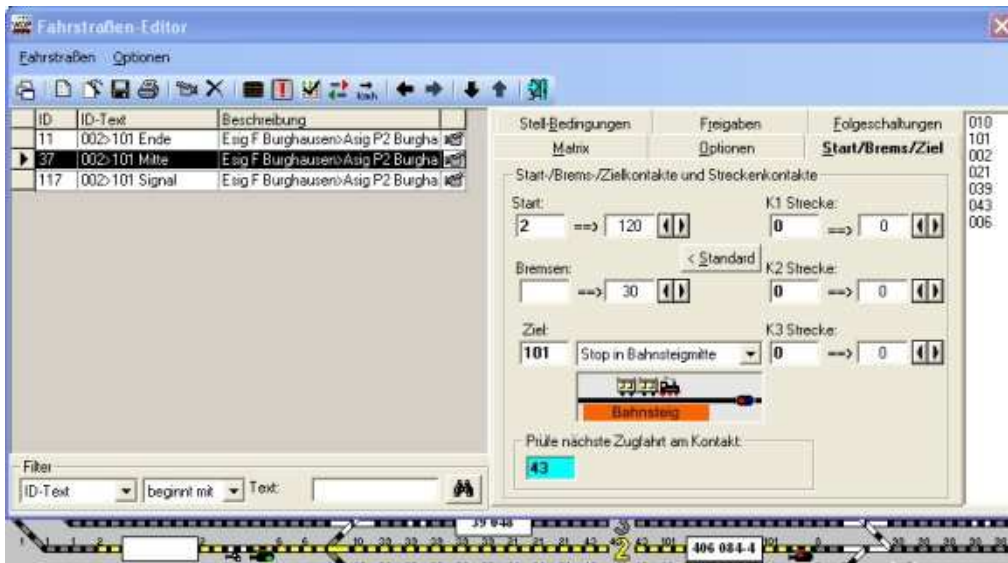 Fahrstraßen-Editor
Fahrstraßen Optionen
ID ID-Text Beschreibung
11 002>101 Ende Esig F Burghausen>Asig P2 Burgha
37 002>101 Mitte Esig F Burghausen>Asig P2 Burgha
117 002>101 Signal Esig F Burghausen>Asig P2 Burgha
Filter
ID-Text beginnt mit Text:
Stell-Bedingungen Freigaben Folgeschaltungen
Matrix Optionen Start/Brems/Ziel
Start-/Brems-/Zielkontakte und Streckenkontakte
Start: K1 Strecke:
2 ==> 120 0 ==> 0
< Standard
Bremsen: K2 Strecke:
==> 30 0 ==> 0
Ziel: K3 Strecke:
101 Stop in Bahnsteigmitte 0 ==> 0
Bahnsteig
Prüfe nächste Zugfahrt am Kontakt:
43
010
101
002
021
039
043
006
39 048
2
406 084-4